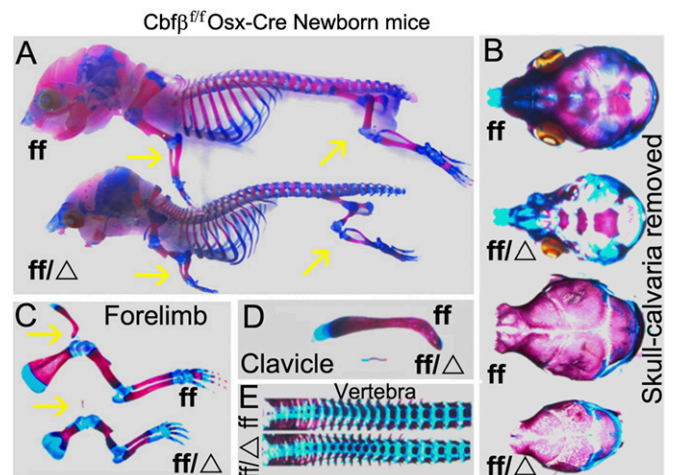 Cbfβf/f Osx-Cre Newborn mice
A
ff
ff/△
B
ff
ff/△
ff
ff/△
Skull-calvaria removed
C
Forelimb
ff
ff/△
D
ff
Clavicle
ff/△
E
Vertebra
ff
ff/△